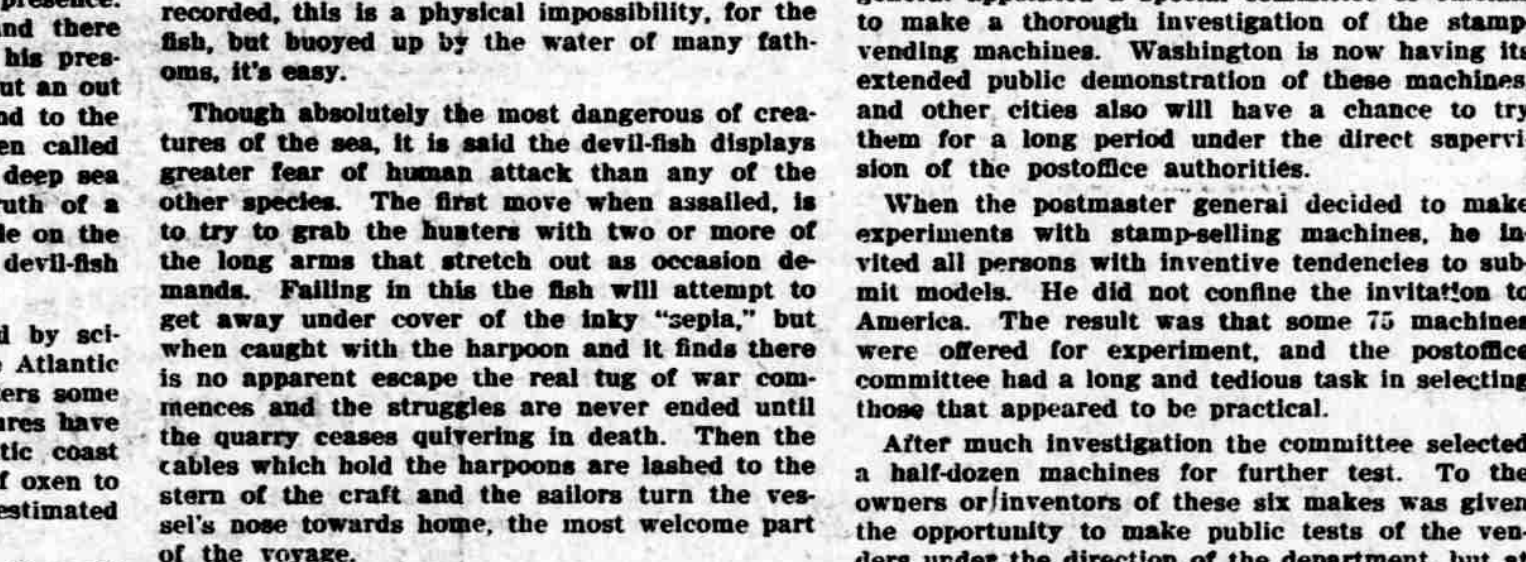 presence.
and there
his pres-
out an out
nd to the
en called
deep sea
ruth of a
le on the
devil-fish
d by sci-
Atlantic
ers some
ures have
tic coast
f oxen to
estimated
recorded, this is a physical impossibility, for the
fish, but buoyed up by the water of many fath-
oms, it's easy.
Though absolutely the most dangerous of crea-
tures of the sea, it is said the devil-fish displays
greater fear of human attack than any of the
other species. The first move when assailed, is
to try to grab the hunters with two or more of
the long arms that stretch out as occasion de-
mands. Failing in this the fish will attempt to
get away under cover of the inky "sepia," but
when caught with the harpoon and it finds there
is no apparent escape the real tug of war com-
mences and the struggles are never ended until
the quarry ceases quivering in death. Then the
cables which hold the harpoons are lashed to the
stern of the craft and the sailors turn the ves-
sel's nose towards home, the most welcome part
of the voyage.
to make a thorough investigation of the stamp
vending machines. Washington is now having its
extended public demonstration of these machines
and other cities also will have a chance to try
them for a long period under the direct supervi
sion of the postoffice authorities.
When the postmaster general decided to make
experiments with stamp-selling machines, he in-
vited all persons with inventive tendencies to sub-
mit models. He did not confine the invitation to
America. The result was that some 75 machines
were offered for experiment, and the postoffice
committee had a long and tedious task in selecting
those that appeared to be practical.
After much investigation the committee selected
a half-dozen machines for further test. To the
owners or inventors of these six makes was given
the opportunity to make public tests of the ven-
ders under the direction of the department, but at